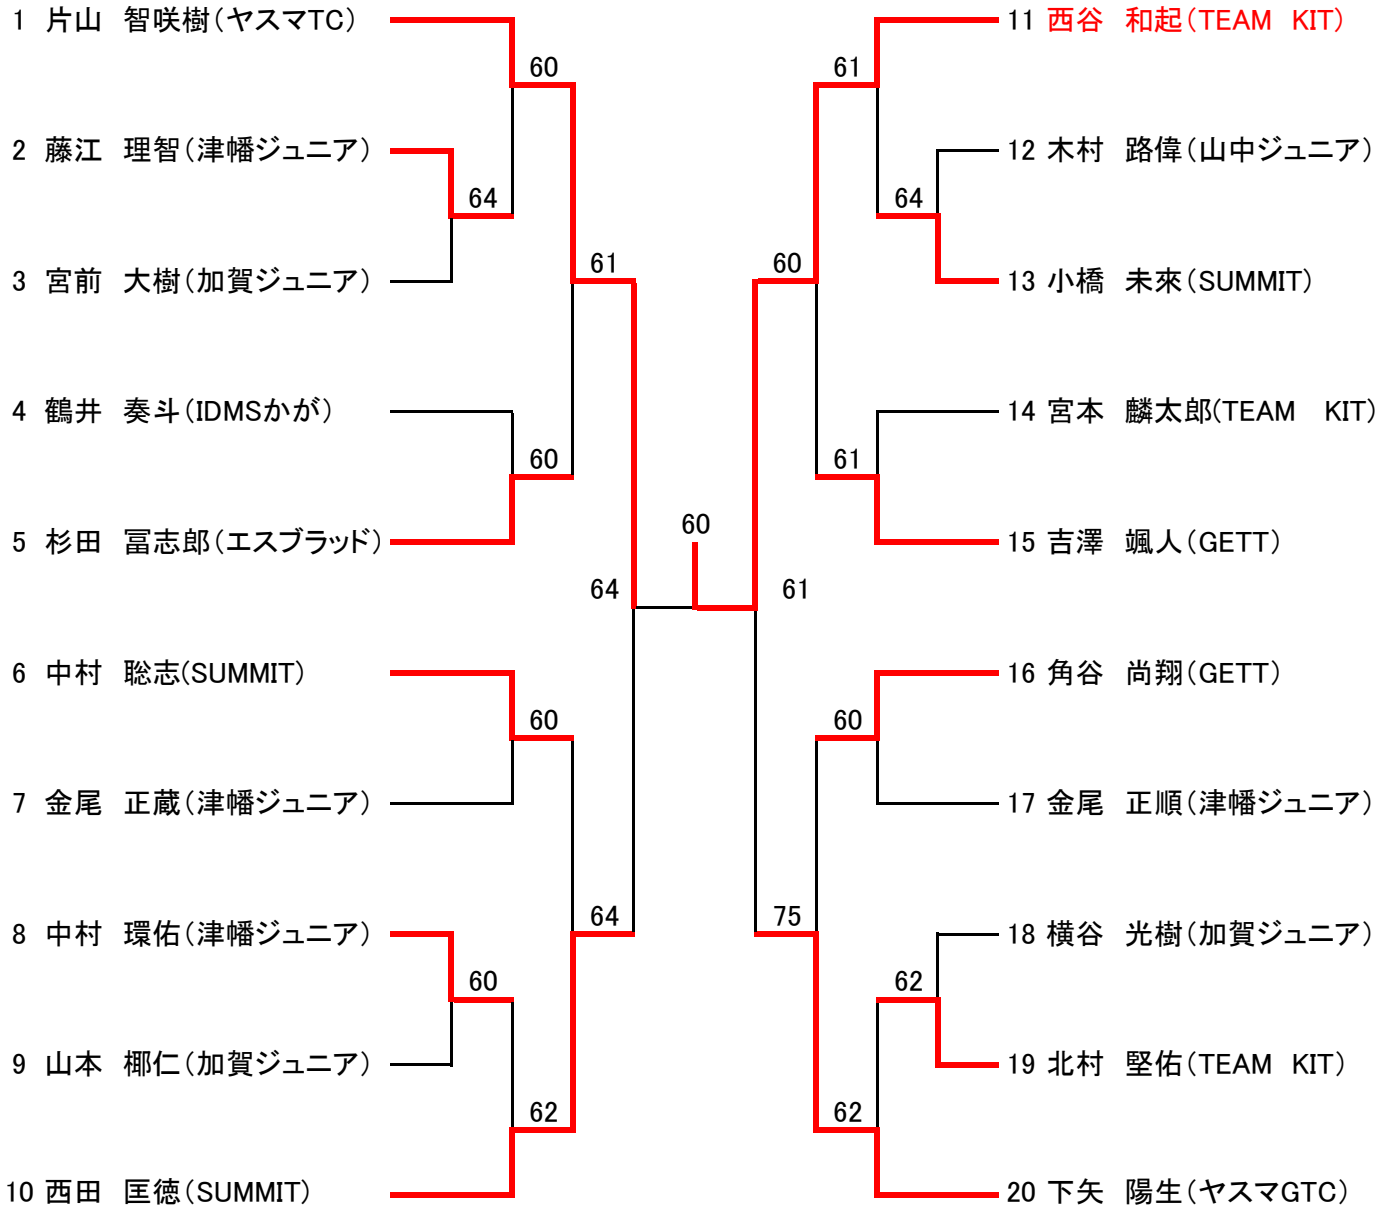 1 片山　智咲樹(ヤスマTC)
60
2 藤江　理智(津幡ジュニア)
64
3 宮前　大樹(加賀ジュニア)
61
4 鶴井　奏斗(IDMSかが)
60
5 杉田　冨志郎(エスブラッド)
64
6 中村　聡志(SUMMIT)
60
7 金尾　正蔵(津幡ジュニア)
64
8 中村　環佑(津幡ジュニア)
60
9 山本　椰仁(加賀ジュニア)
62
10 西田　匡徳(SUMMIT)
60
11 西谷　和起(TEAM　KIT)
61
12 木村　路偉(山中ジュニア)
64
13 小橋　未來(SUMMIT)
60
14 宮本　麟太郎(TEAM　KIT)
61
15 吉澤　颯人(GETT)
61
16 角谷　尚翔(GETT)
60
17 金尾　正順(津幡ジュニア)
75
18 横谷　光樹(加賀ジュニア)
62
19 北村　堅佑(TEAM　KIT)
62
20 下矢　陽生(ヤスマGTC)